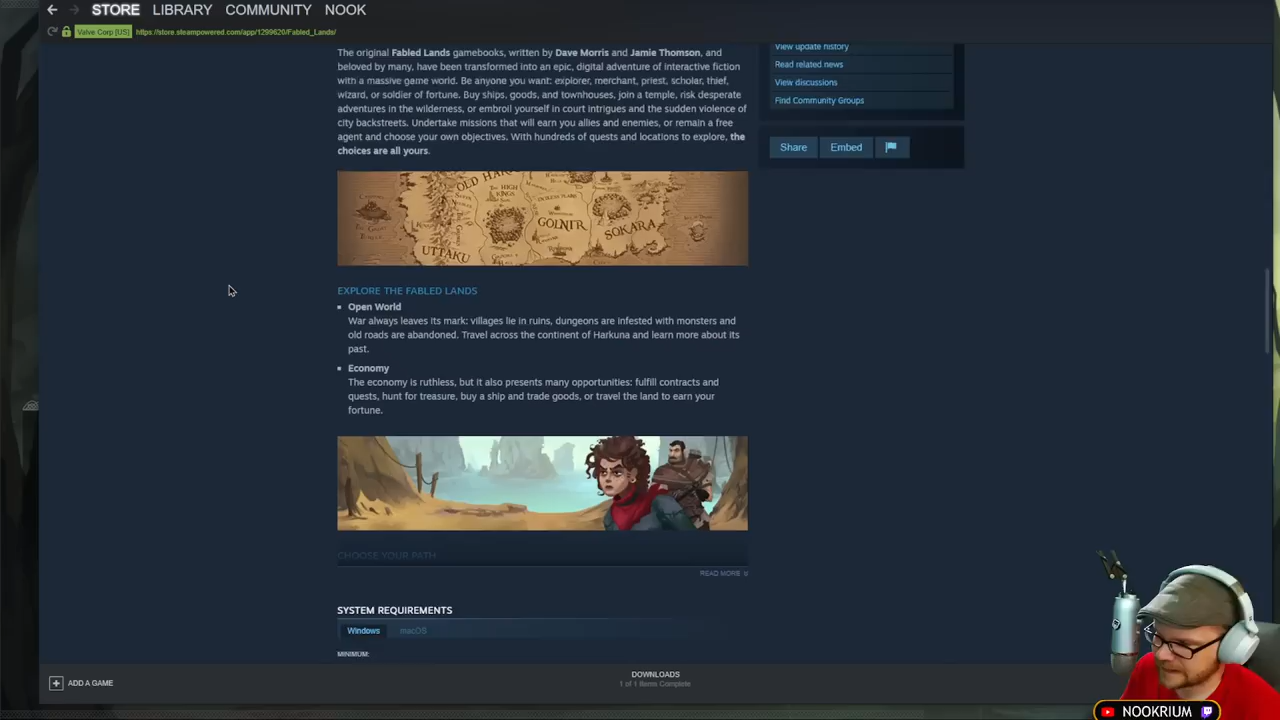 STORE LIBRARY COMMUNITY NOOK
Valve Corp [US] https://store.steampowered.com/app/1299620/Fabled_Lands/
The original Fabled Lands gamebooks, written by Dave Morris and Jamie Thomson, and
beloved by many, have been transformed into an epic, digital adventure of interactive fiction
with a massive game world. Be anyone you want: explorer, merchant, priest, scholar, thief,
wizard, or soldier of fortune. Buy ships, goods, and townhouses, join a temple, risk desperate
adventures in the wilderness, or embroil yourself in court intrigues and the sudden violence of
city backstreets. Undertake missions that will earn you allies and enemies, or remain a free
agent and choose your own objectives. With hundreds of quests and locations to explore, the
choices are all yours.
OLD HAR
THE HIGH
KINGS
GOLNIR
SOKARA
UTTAKU
EXPLORE THE FABLED LANDS
Open World
War always leaves its mark: villages lie in ruins, dungeons are infested with monsters and
old roads are abandoned. Travel across the continent of Harkuna and learn more about its
past.
Economy
The economy is ruthless, but it also presents many opportunities: fulfill contracts and
quests, hunt for treasure, buy a ship and trade goods, or travel the land to earn your
fortune.
CHOOSE YOUR PATH
READ MORE
SYSTEM REQUIREMENTS
Windows macOS
MINIMUM:
View update history
Read related news
View discussions
Find Community Groups
Share Embed
ADD A GAME
DOWNLOADS
1 of 1 Items Complete
NOOKRIUM